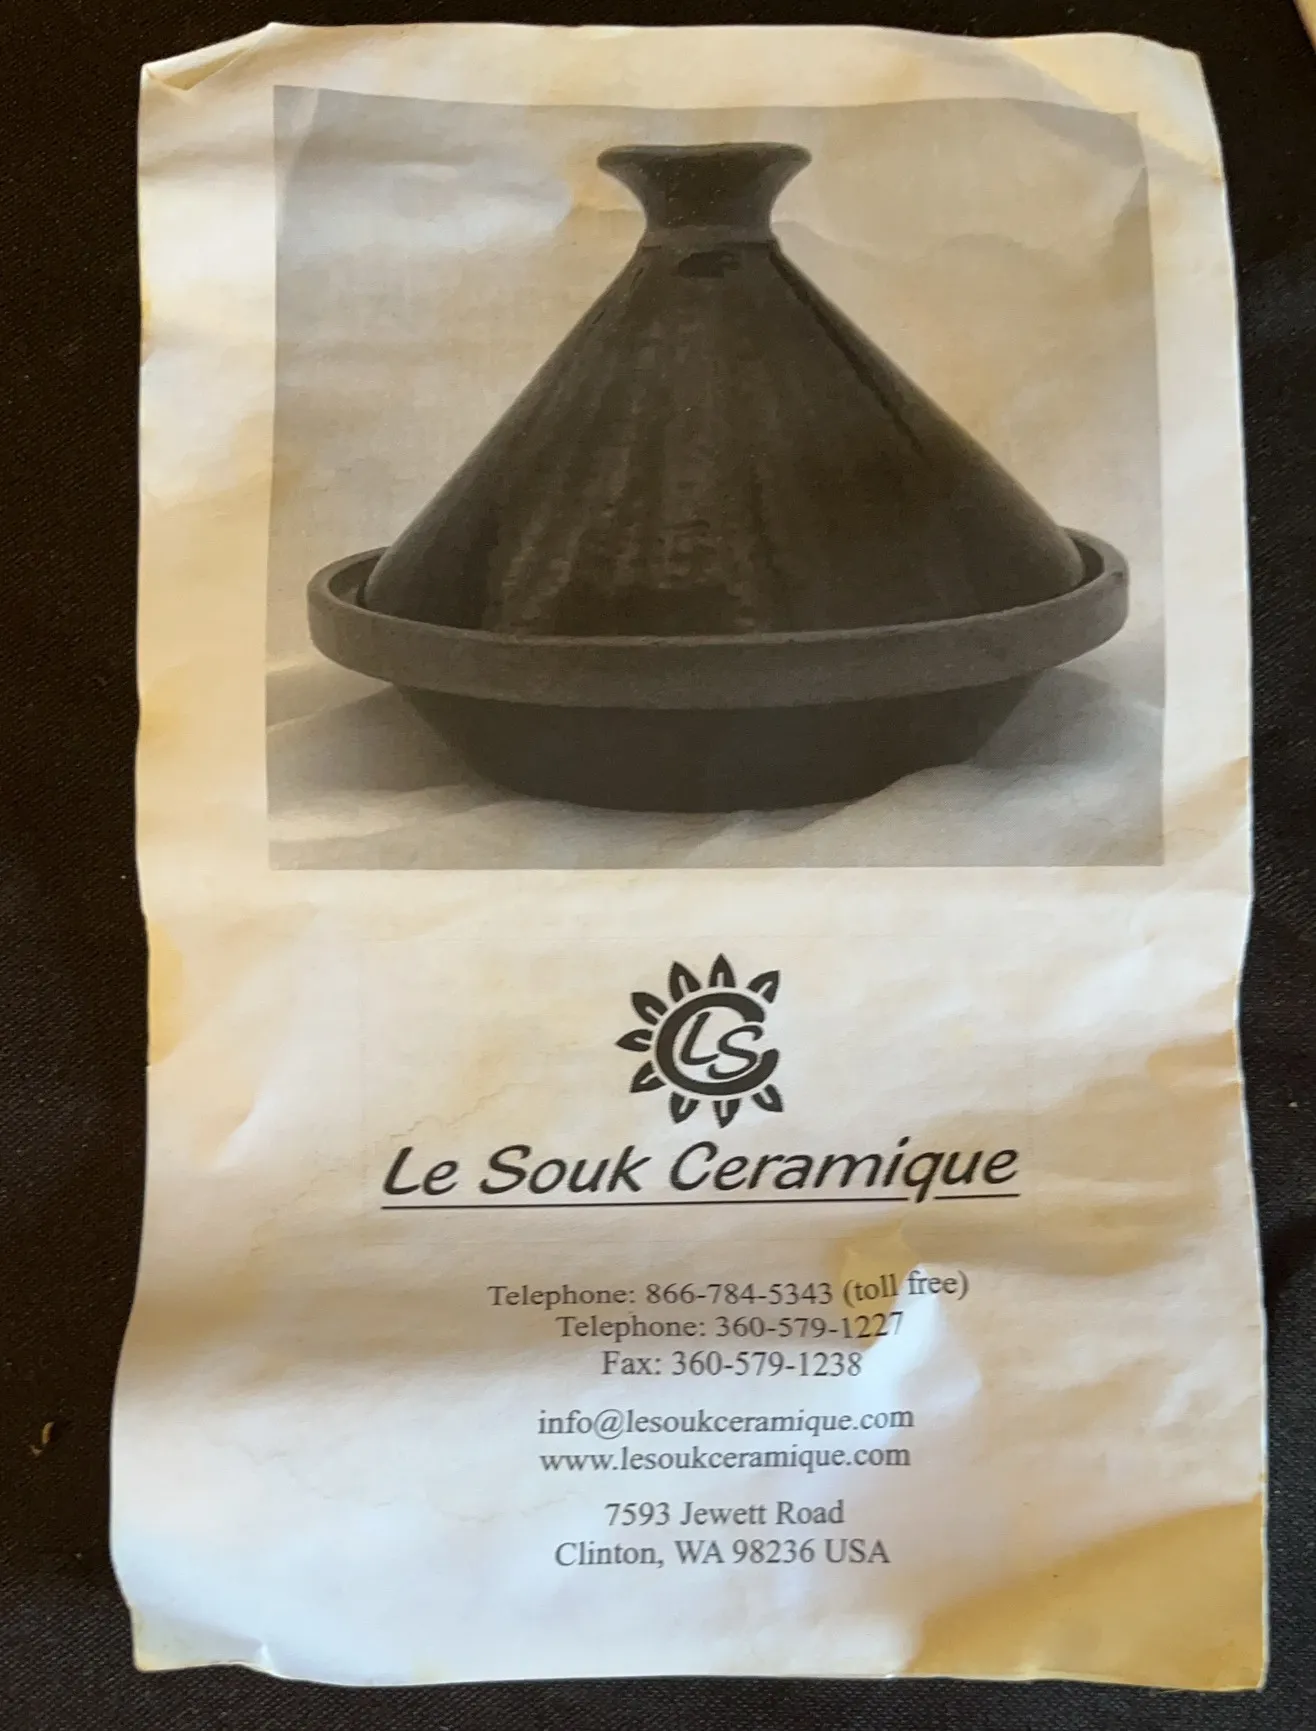 CLS
Le Souk Ceramique
Telephone: 866-784-5343 (toll free)
Telephone: 360-579-1227
Fax: 360-579-1238
info@lesoukceramique.com
www.lesoukceramique.com
7593 Jewett Road
Clinton, WA 98236 USA